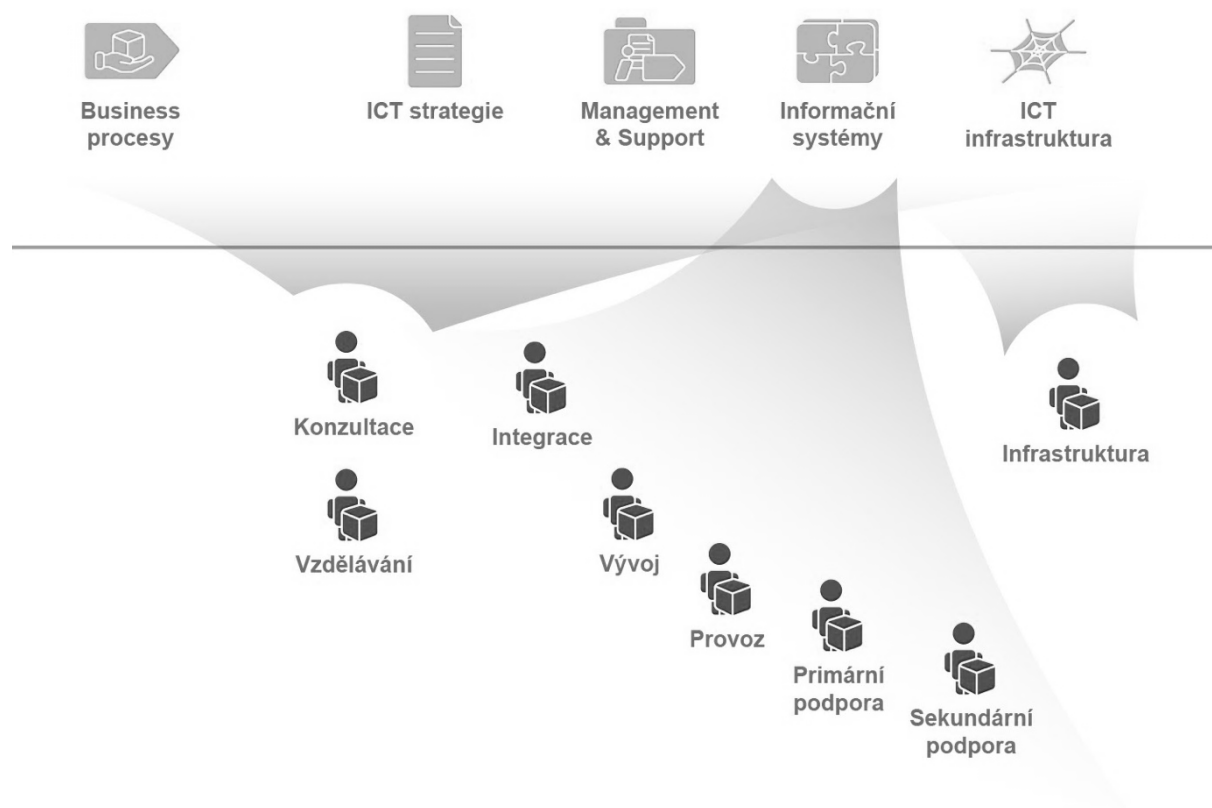 Business
procesy
ICT strategie
Management
& Support
Informační
systémy
ICT
infrastruktura
Konzultace
Integrace
Infrastruktura
Vzdělávání
Vývoj
Provoz
Primární
podpora
Sekundární
podpora